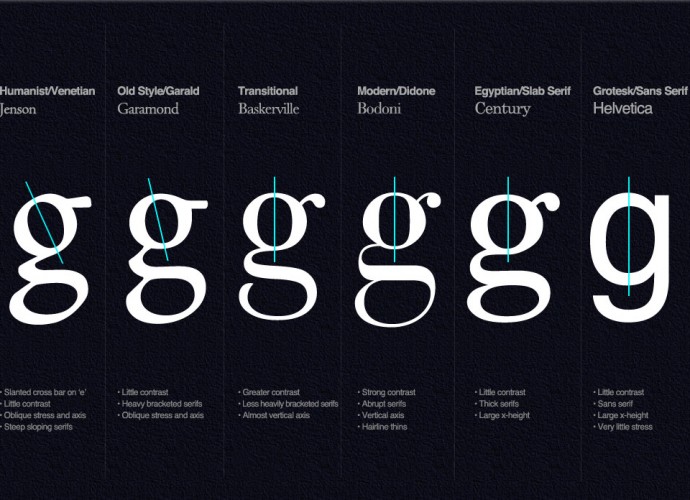 Humanist/Venetian
Jenson
g
• Slanted cross bar on 'e'
• Little contrast
• Oblique stress and axis
• Steep sloping serifs
Old Style/Garald
Garamond
g
• Little contrast
• Heavy bracketed serifs
• Oblique stress and axis
Transitional
Baskerville
g
• Greater contrast
• Less heavily bracketed serifs
• Almost vertical axis
Modern/Didone
Bodoni
g
• Strong contrast
• Abrupt serifs
• Vertical axis
• Hairline thins
Egyptian/Slab Serif
Century
g
• Little contrast
• Thick serifs
• Large x-height
Grotesk/Sans Serif
Helvetica
g
• Little contrast
• Sans serif
• Large x-height
• Very little stress